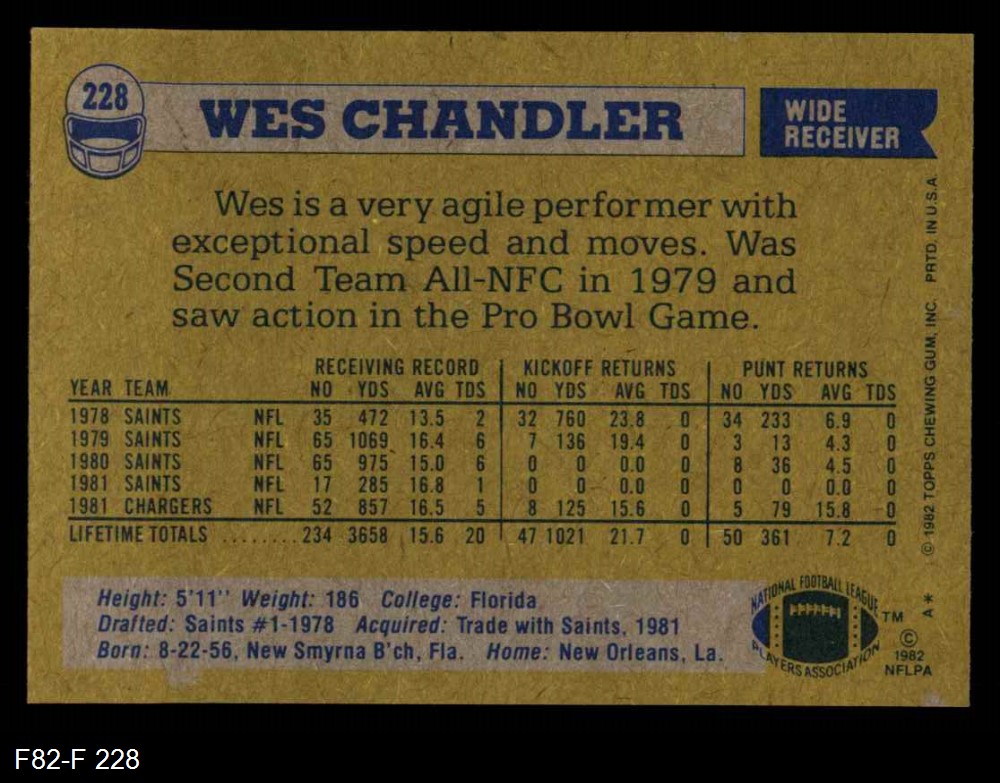 228
WES CHANDLER
WIDE
RECEIVER
Wes is a very agile performer with
exceptional speed and moves. Was
Second Team All-NFC in 1979 and
saw action in the Pro Bowl Game.
RECEIVING RECORD KICKOFF RETURNS PUNT RETURNS
YEAR TEAM NO YDS AVG TDS NO YDS AVG TDS NO YDS AVG TDS
1978 SAINTS NFL 35 472 13.5 2 32 760 23.8 0 34 233 6.9 0
1979 SAINTS NFL 65 1069 16.4 6 7 136 19.4 0 3 13 4.3 0
1980 SAINTS NFL 65 975 15.0 6 0 0 0.0 0 8 36 4.5 0
1981 SAINTS NFL 17 285 16.8 1 0 0 0.0 0 0 0 0.0 0
1981 CHARGERS NFL 52 857 16.5 5 8 125 15.6 0 5 79 15.8 0
LIFETIME TOTALS ........ 234 3658 15.6 20 47 1021 21.7 0 50 361 7.2 0
Height: 5'11" Weight: 186 College: Florida
Drafted: Saints #1-1978 Acquired: Trade with Saints, 1981
Born: 8-22-56, New Smyrna B'ch, Fla. Home: New Orleans, La.
NATIONAL FOOTBALL LEAGUE
PLAYERS ASSOCIATION
TM
©
1982
NFLPA
A*
© 1982 TOPPS CHEWING GUM, INC. PRTD. IN U.S.A.
F82-F 228